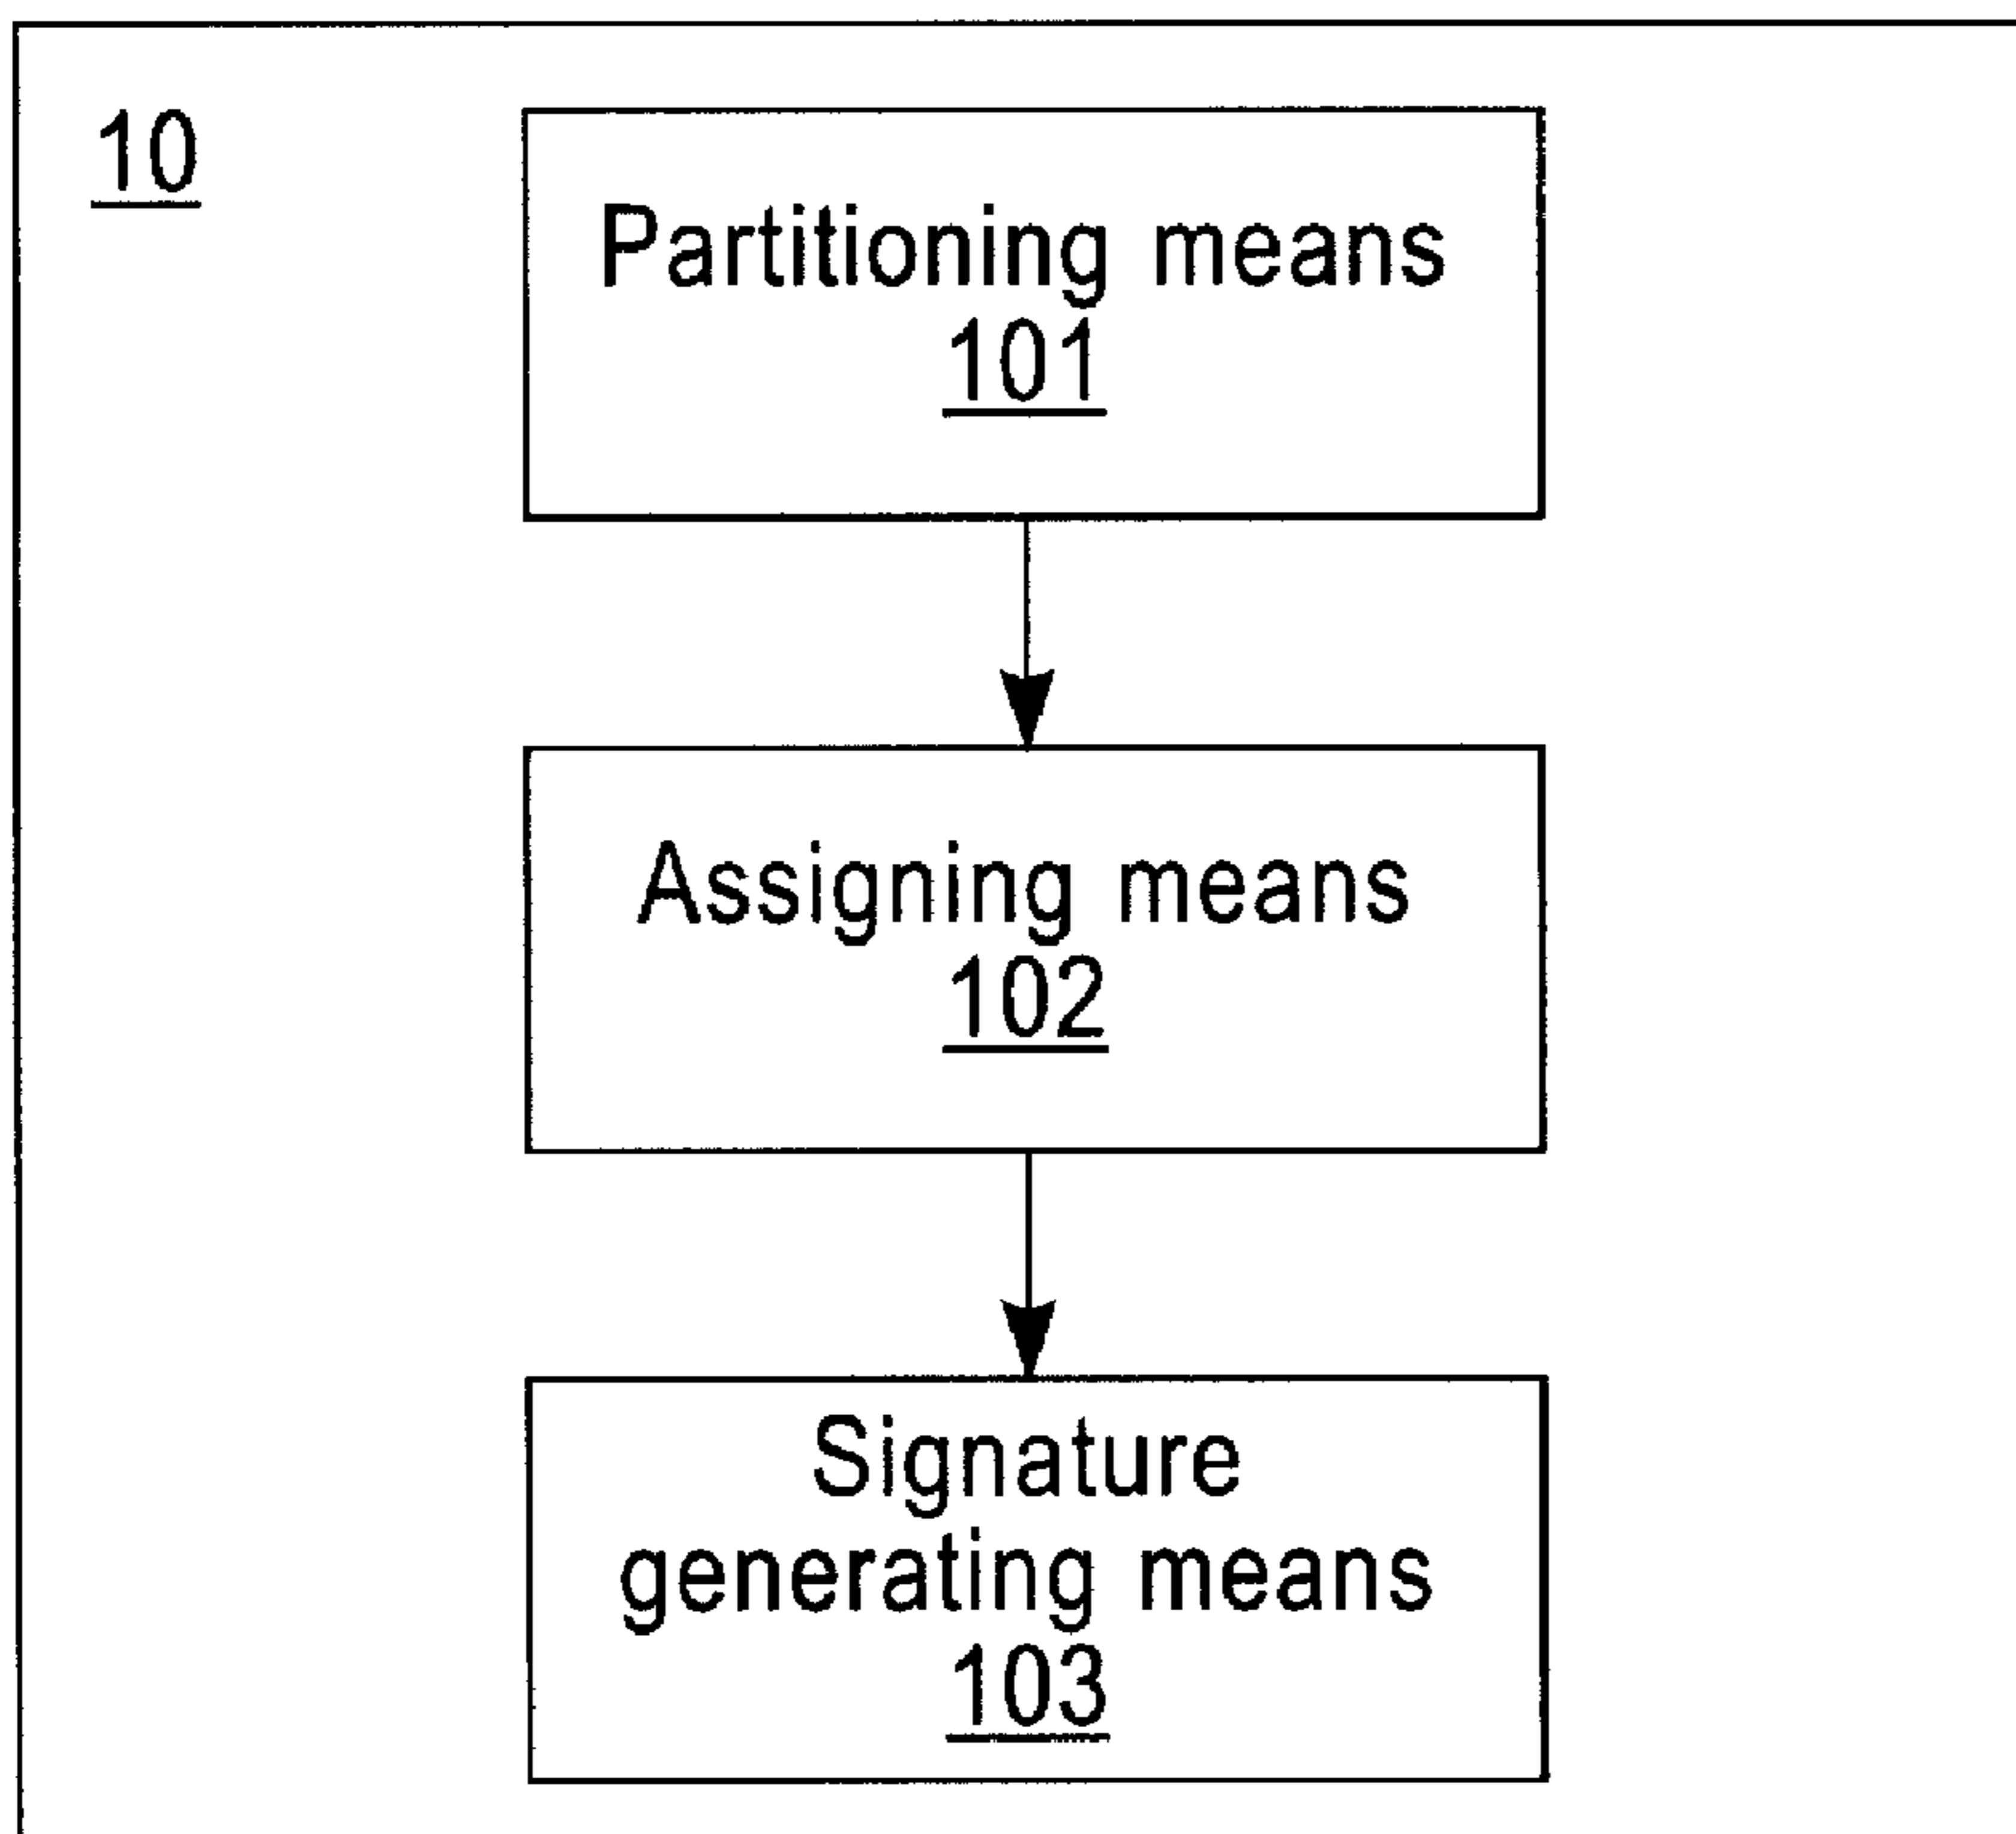 10
Partitioning means
101
Assigning means
102
Signature
generating means
103